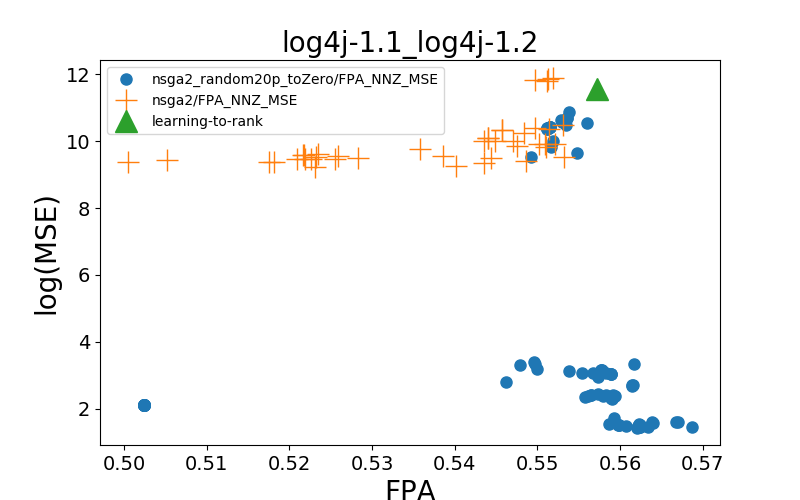 log4j-1.1_log4j-1.2
nsga2_random20p_toZero/FPA_NNZ_MSE
nsga2/FPA_NNZ_MSE
learning-to-rank
log(MSE)
12
10
8
6
4
2
0.50 0.51 0.52 0.53 0.54 0.55 0.56 0.57
FPA